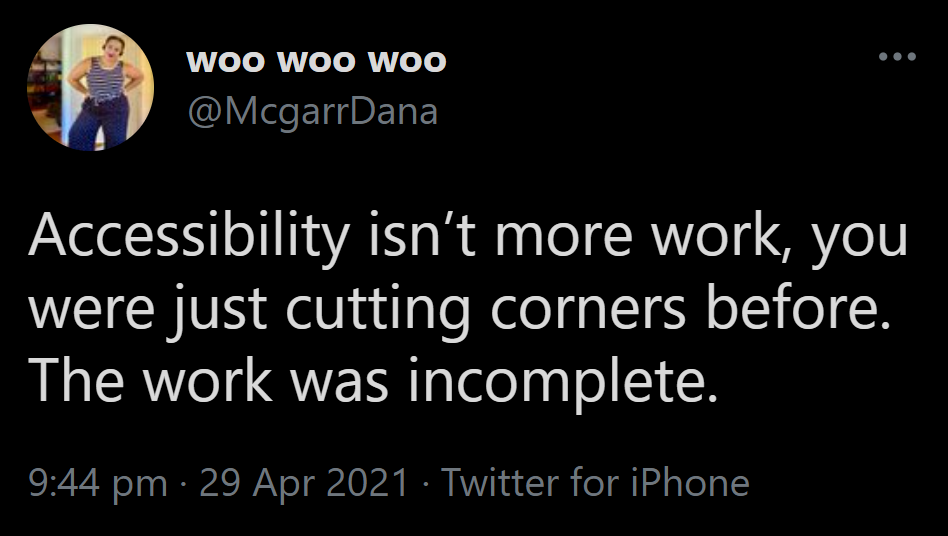 woo woo woo
@McgarrDana
Accessibility isn’t more work, you
were just cutting corners before.
The work was incomplete.
9:44 pm · 29 Apr 2021 · Twitter for iPhone